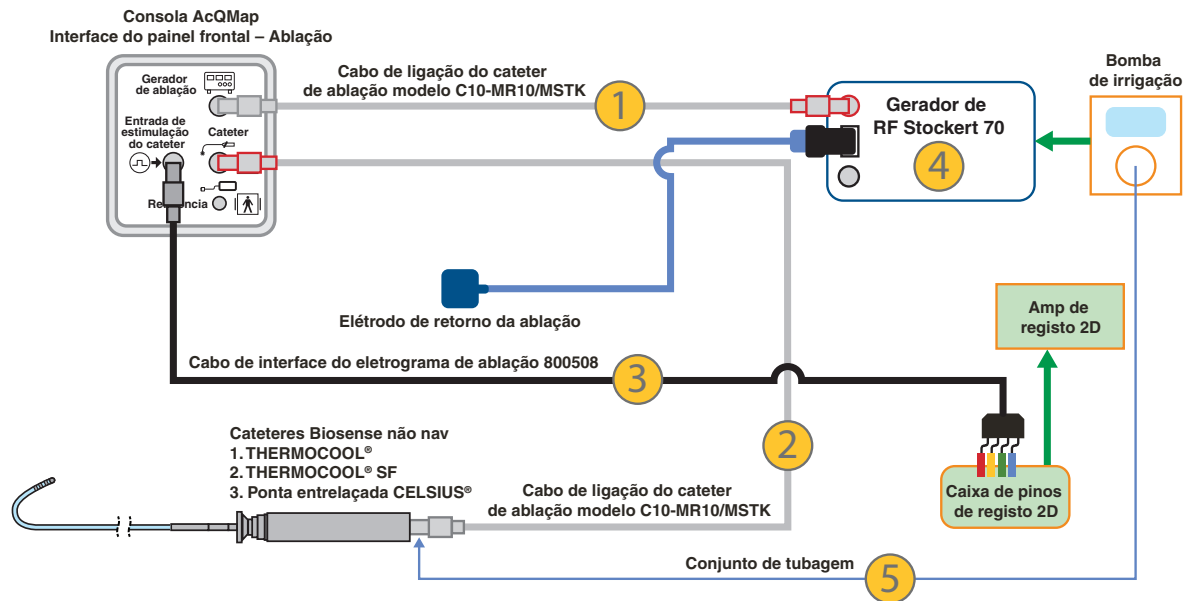 Consola AcQMap
Interface do painel frontal – Ablação
Gerador
de ablação
Entrada de
estimulação
do cateter
Cateter
Cabo de ligação do cateter
de ablação modelo C10-MR10/MSTK
1
Gerador de
RF Stockert 70
4
Bomba
de irrigação
Elétrodo de retorno da ablação
Amp de
registo 2D
Cabo de interface do eletrograma de ablação 800508
3
2
Cateteres Biosense não nav
1. THERMOCOOL®
2. THERMOCOOL® SF
3. Ponta entrelaçada CELSIUS®
Cabo de ligação do cateter
de ablação modelo C10-MR10/MSTK
Caixa de pinos
de registo 2D
Conjunto de tubagem
5